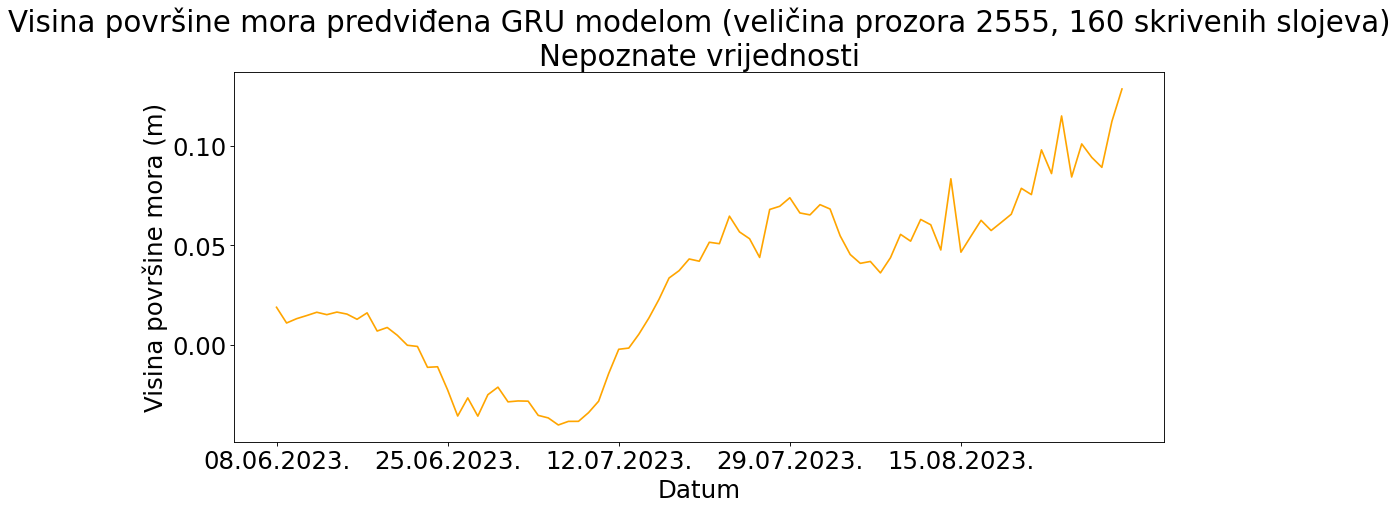 Visina površine mora predviđena GRU modelom (veličina prozora 2555, 160 skrivenih slojeva)
Nepoznate vrijednosti
Visina površine mora (m)
0.10
0.05
0.00
08.06.2023.
25.06.2023.
12.07.2023.
29.07.2023.
15.08.2023.
Datum